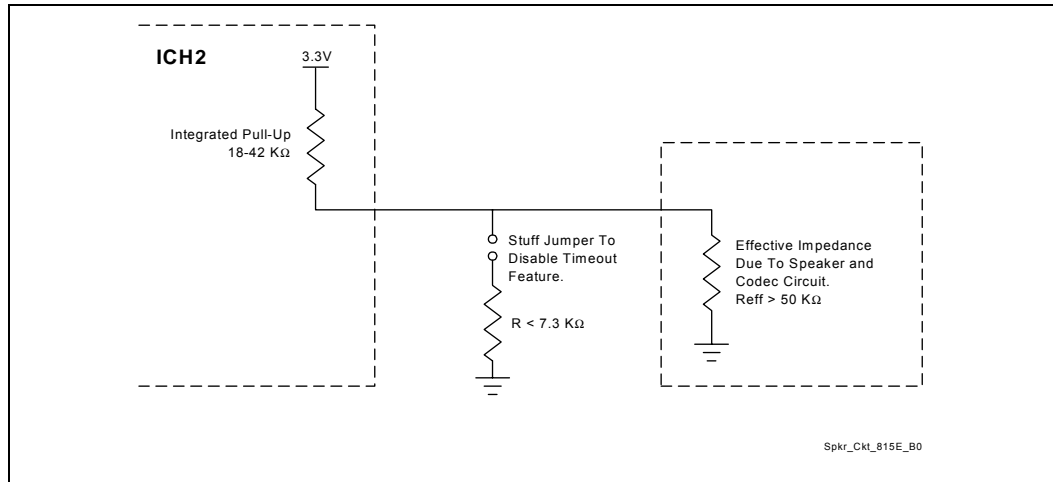 ICH2
3.3V
Integrated Pull-Up
18-42 KΩ
Stuff Jumper To
Disable Timeout
Feature.
R < 7.3 KΩ
Effective Impedance
Due To Speaker and
Codec Circuit.
Reff > 50 KΩ
Spkr_Ckt_815E_B0